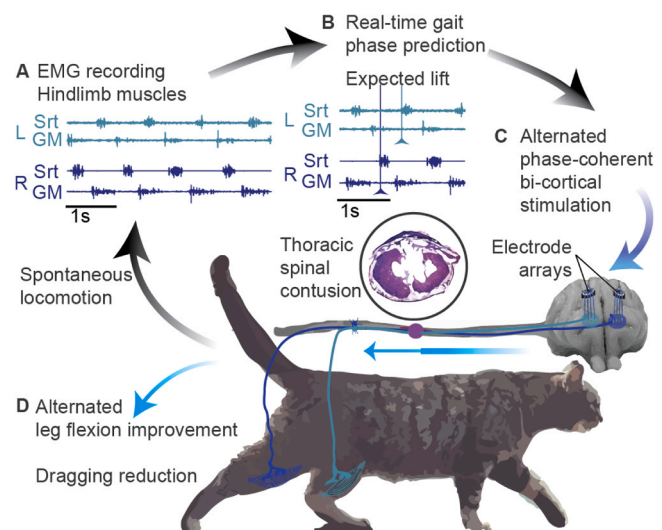 A EMG recording
Hindlimb muscles
L Srt
GM
R Srt
GM
1s
B Real-time gait
phase prediction
Expected lift
L Srt
GM
R Srt
GM
1s
C Alternated
phase-coherent
bi-cortical
stimulation
Electrode
arrays
Thoracic
spinal
contusion
Spontaneous
locomotion
D Alternated
leg flexion improvement
Dragging reduction